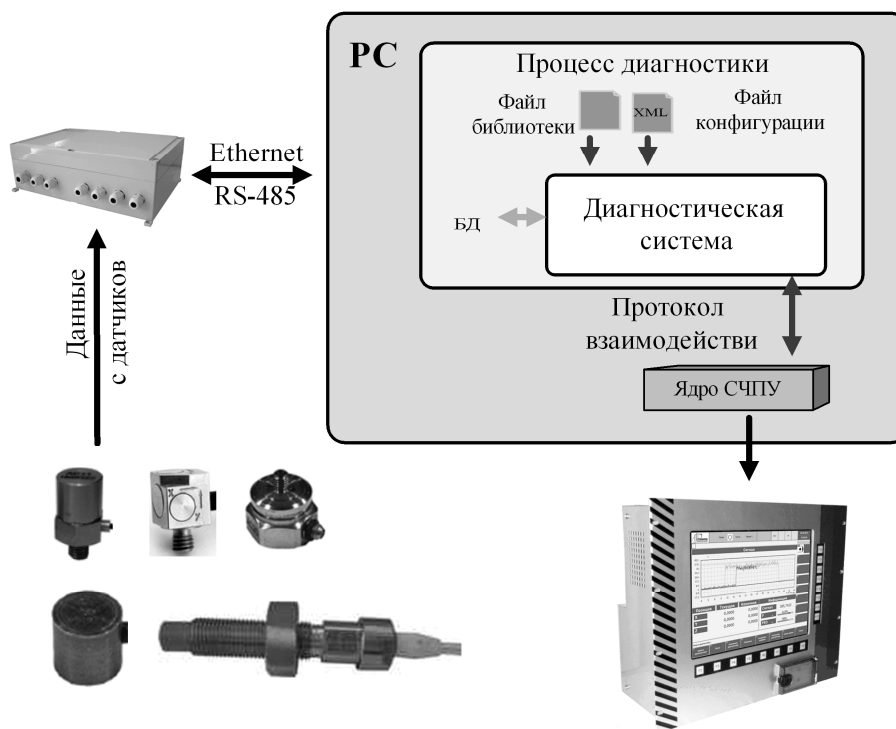 PC
Процесс диагностики
Файл
библиотеки
XML
Файл
конфигурации
Ethernet
RS-485
БД
Диагностическая
система
Данные
с датчиков
Протокол
взаимодействи
Ядро СЧПУ